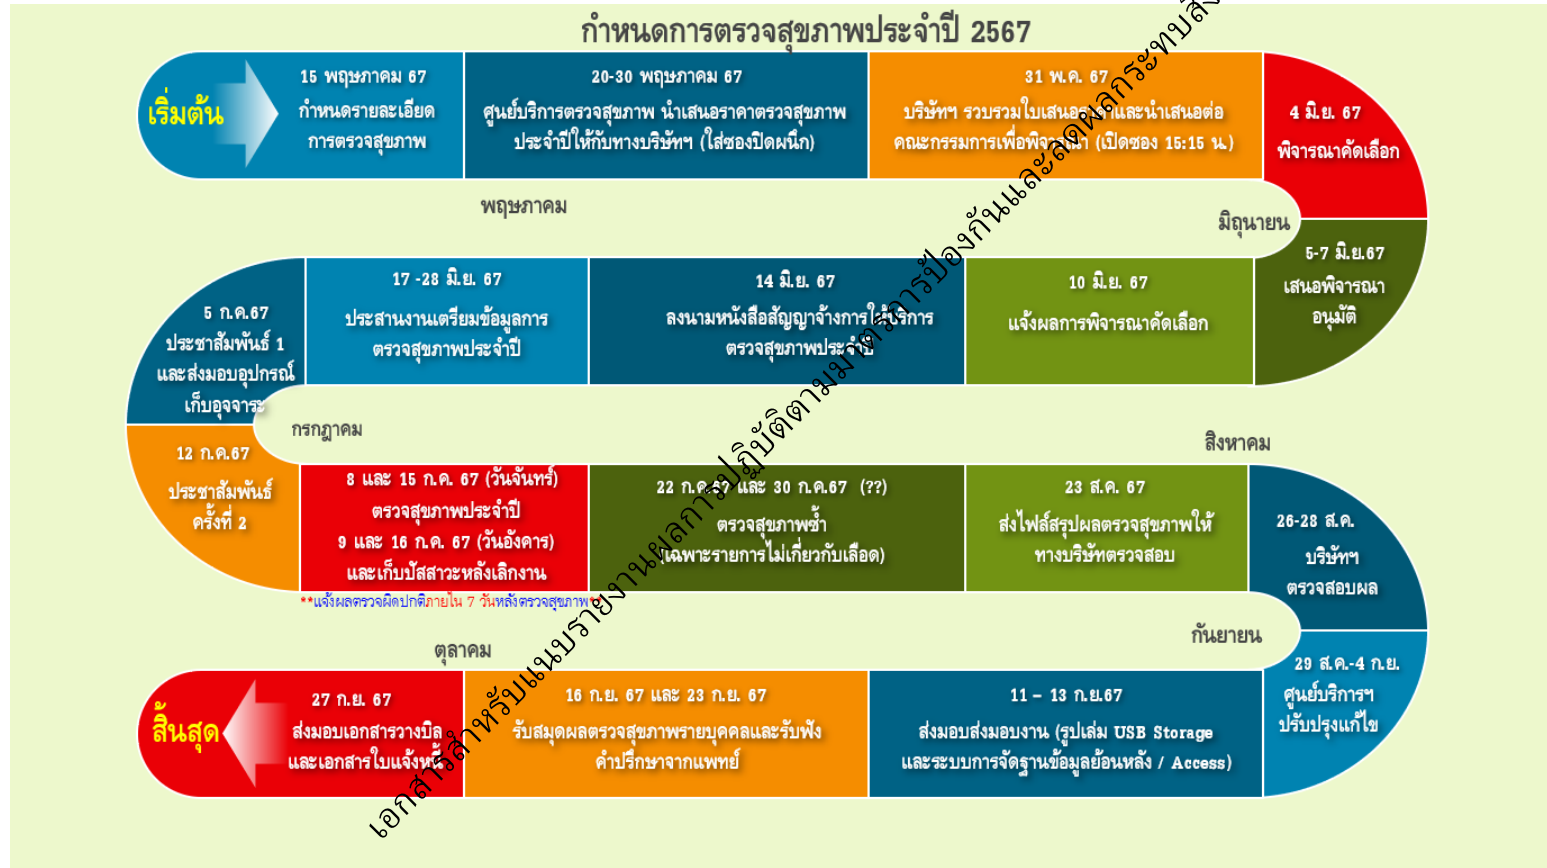 กำหนดการตรวจสุขภาพประจำปี 2567
เริ่มต้น
15 พฤษภาคม 67
กำหนดรายละเอียด
การตรวจสุขภาพ
20-30 พฤษภาคม 67
ศูนย์บริการตรวจสุขภาพ นำเสนอราคาตรวจสุขภาพ
ประจำปีให้กับทางบริษัทฯ (ใส่ซองปิดผนึก)
31 พ.ค. 67
บริษัทฯ รวบรวมใบเสนอราคาฯและนำเสนอต่อ
คณะกรรมการเพื่อพิจารณา (เปิดซอง 15:15 น.)
4 มิ.ย. 67
พิจารณาคัดเลือก
พฤษภาคม
มิถุนายน
5-7 มิ.ย.67
เสนอพิจารณา
อนุมัติ
10 มิ.ย. 67
แจ้งผลการพิจารณาคัดเลือก
14 มิ.ย. 67
ลงนามหนังสือสัญญาจ้างการให้บริการ
ตรวจสุขภาพประจำปี
17 -28 มิ.ย. 67
ประสานงานเตรียมข้อมูลการ
ตรวจสุขภาพประจำปี
5 ก.ค.67
ประชาสัมพันธ์ 1
และส่งมอบอุปกรณ์
เก็บอุจจาระ
กรกฎาคม
12 ก.ค.67
ประชาสัมพันธ์
ครั้งที่ 2
8 และ 15 ก.ค. 67 (วันจันทร์)
ตรวจสุขภาพประจำปี
9 และ 16 ก.ค. 67 (วันอังคาร)
และเก็บปัสสาวะหลังเลิกงาน
**แจ้งผลตรวจผิดปกติภายใน 7 วันหลังตรวจสุขภาพ**
22 ก.ค.67 และ 30 ก.ค.67 (??)
ตรวจสุขภาพซ้ำ
(เฉพาะรายการไม่เกี่ยวกับเลือด)
23 ส.ค. 67
ส่งไฟล์สรุปผลตรวจสุขภาพให้
ทางบริษัทตรวจสอบ
สิงหาคม
26-28 ส.ค.
บริษัทฯ
ตรวจสอบผล
กันยายน
29 ส.ค.-4 ก.ย.
ศูนย์บริการฯ
ปรับปรุงแก้ไข
11 – 13 ก.ย.67
ส่งมอบส่งมอบงาน (รูปเล่ม USB Storage
และระบบการจัดฐานข้อมูลย้อนหลัง / Access)
16 ก.ย. 67 และ 23 ก.ย. 67
รับสมุดผลตรวจสุขภาพรายบุคคลและรับฟัง
คำปรึกษาจากแพทย์
ตุลาคม
27 ก.ย. 67
ส่งมอบเอกสารวางบิล
และเอกสารใบแจ้งหนี้
สิ้นสุด
เอกสารสำหรับแนบรายงานผลการปฏิบัติตามมาตรการป้องกันและลดผลกระทบสิ่ง